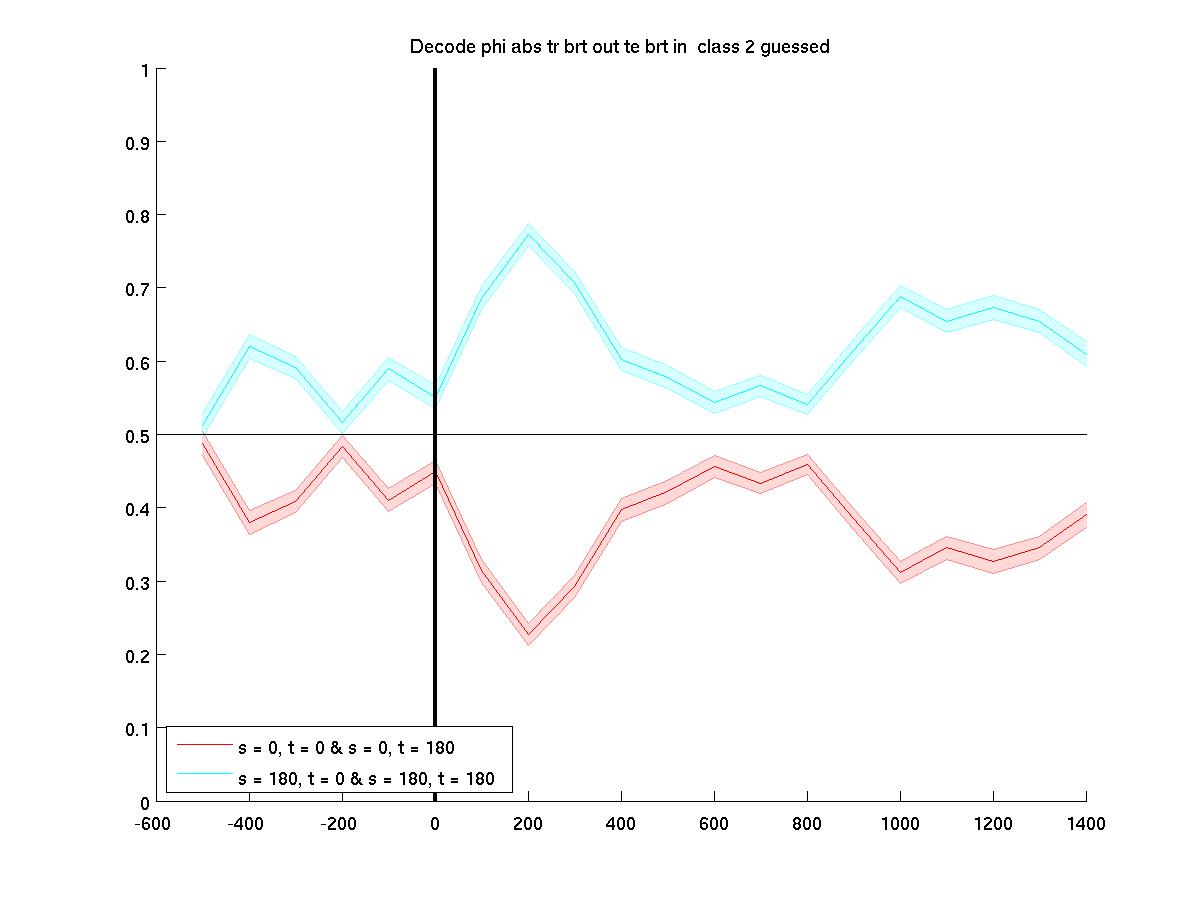 Decode phi abs tr brt out te brt in  class 2 guessed
1
0.9
0.8
0.7
0.6
0.5
0.4
0.3
0.2
0.1
0
s = 0, t = 0 & s = 0, t = 180
s = 180, t = 0 & s = 180, t = 180
-600 -400 -200 0 200 400 600 800 1000 1200 1400